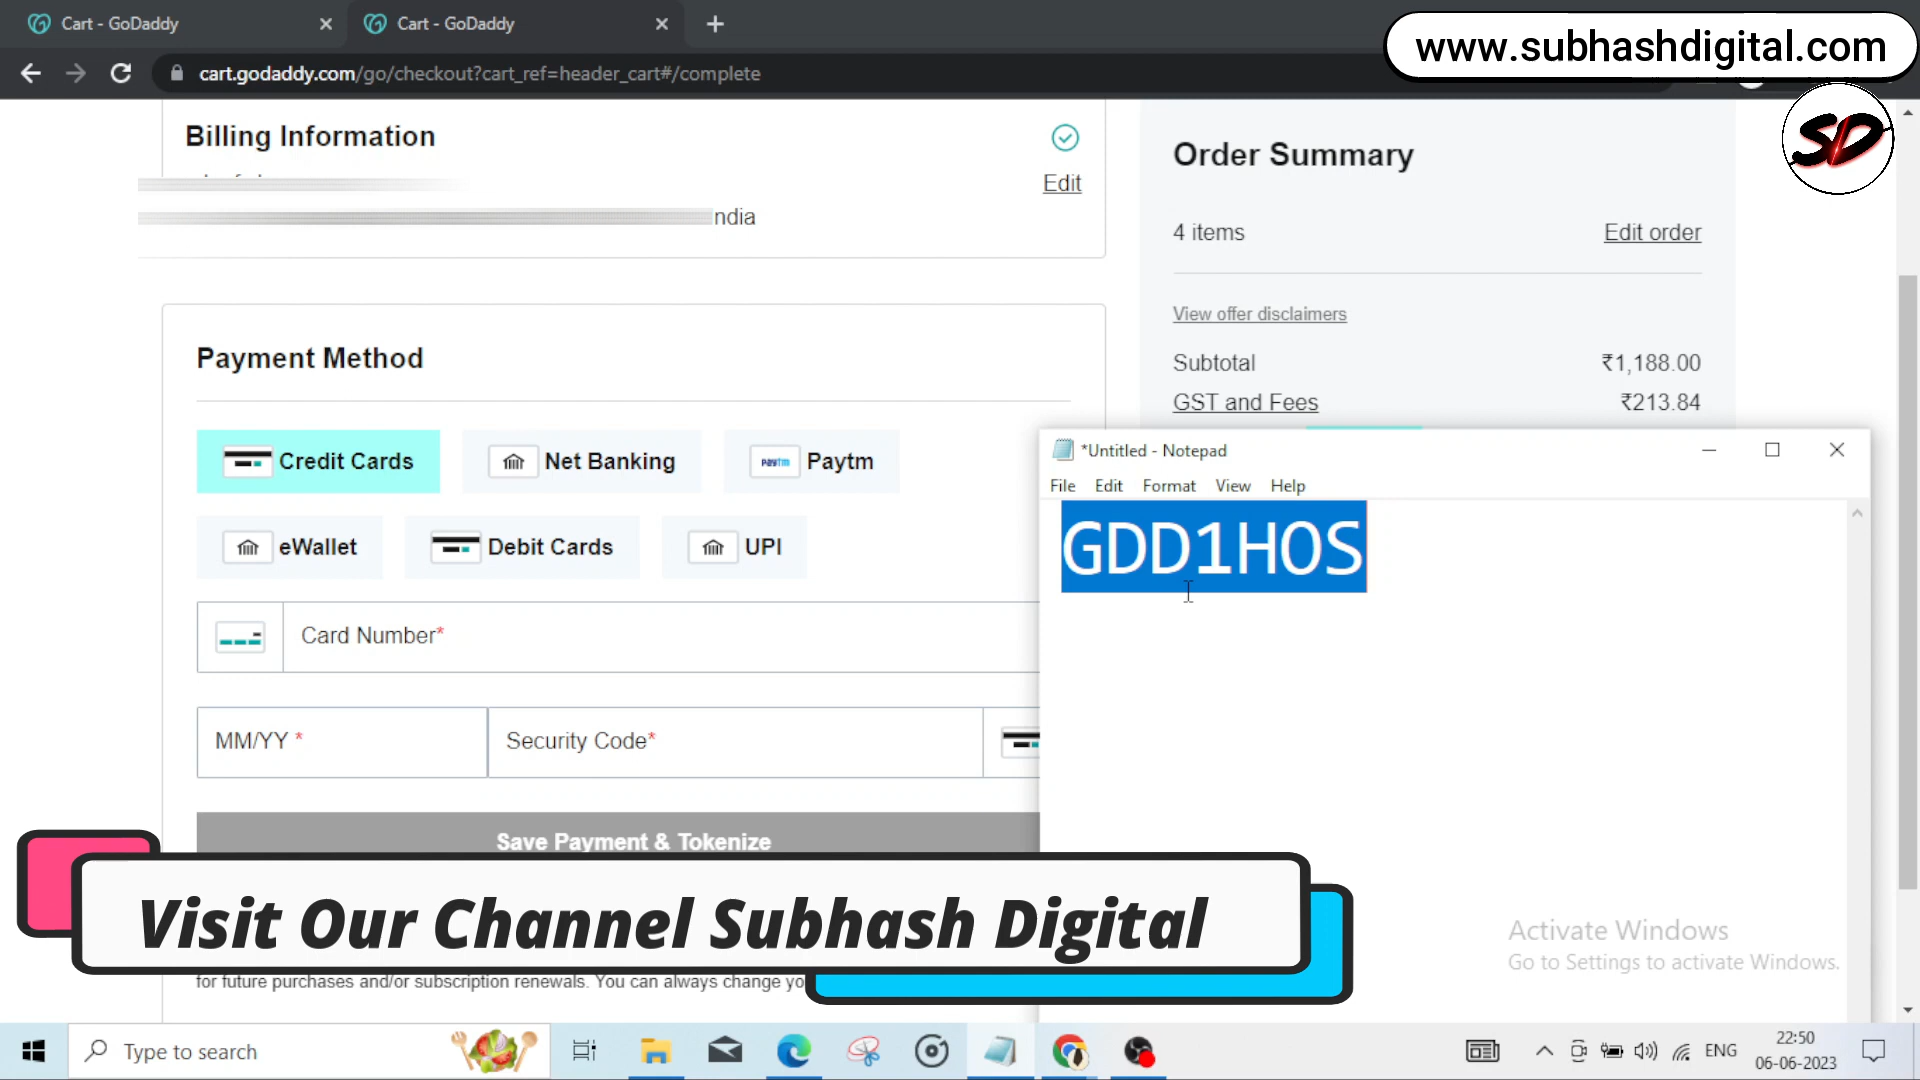 Cart - GoDaddy
Cart - GoDaddy
www.subhashdigital.com
cart.godaddy.com/go/checkout?cart_ref=header_cart#/complete
SD
Billing Information
Edit
ndia
Order Summary
4 items
Edit order
View offer disclaimers
Subtotal
₹1,188.00
GST and Fees
₹213.84
Payment Method
Credit Cards
Net Banking
Paytm
Paytm
eWallet
Debit Cards
UPI
Card Number*
MM/YY *
Security Code*
Save Payment & Tokenize
*Untitled - Notepad
File Edit Format View Help
GDD1HOS
Visit Our Channel Subhash Digital
for future purchases and/or subscription renewals. You can always change yo
Activate Windows
Go to Settings to activate Windows.
Type to search
ENG
22:50
06-06-2023